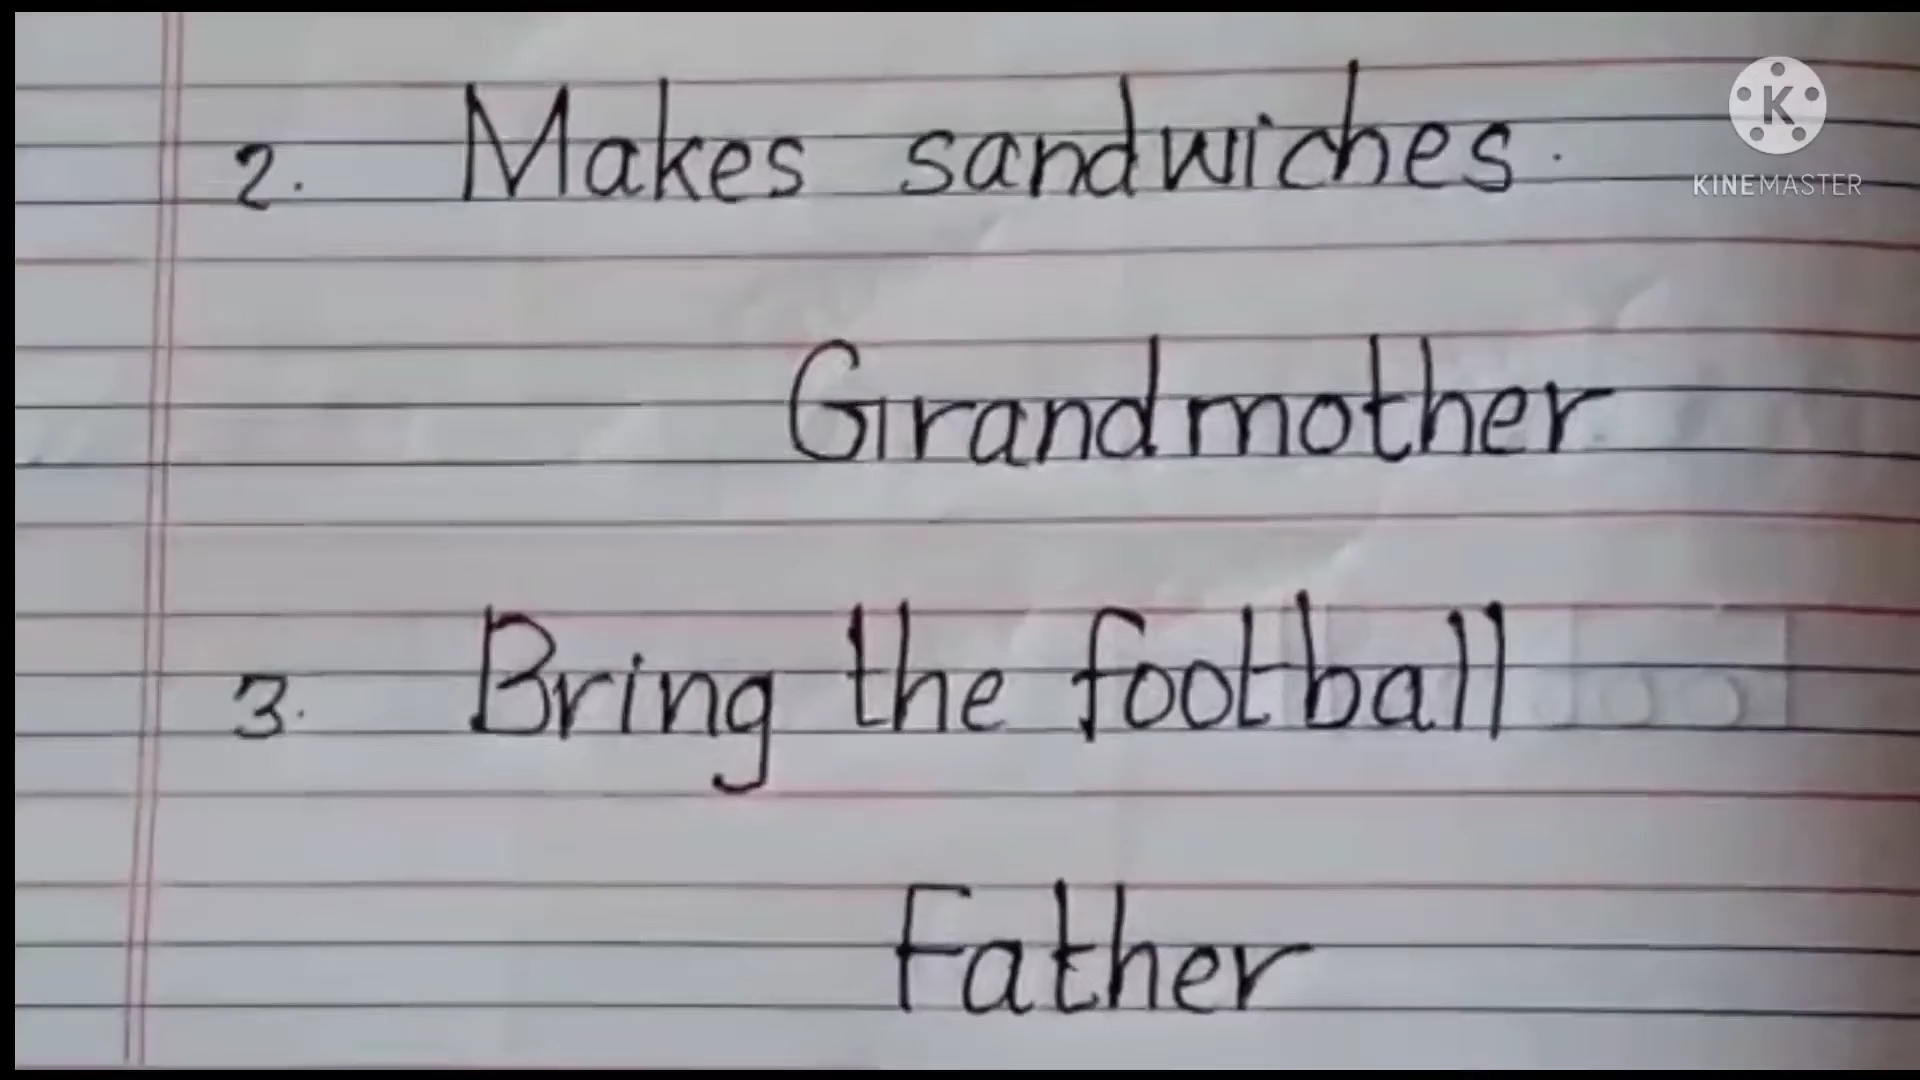 2. Makes sandwiches.
Grandmother
3. Bring the football
Father
K
KINEMASTER